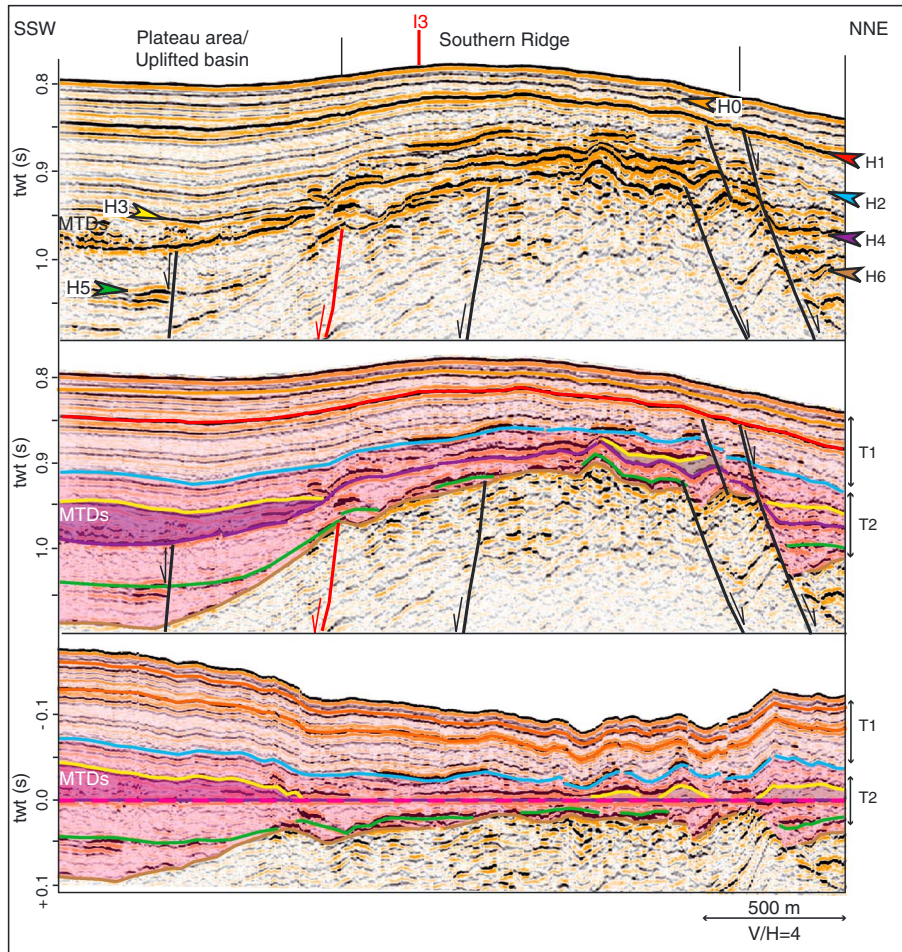 SSW
I3
NNE
Plateau area/
Uplifted basin
Southern Ridge
0.8
0.9
1.0
twt (s)
H0
H1
H2
H3
MTDs
H4
H5
H6
0.8
0.9
1.0
twt (s)
MTDs
T1
T2
-0.1
0.0
+ 0.1
twt (s)
MTDs
T1
T2
500 m
V/H=4